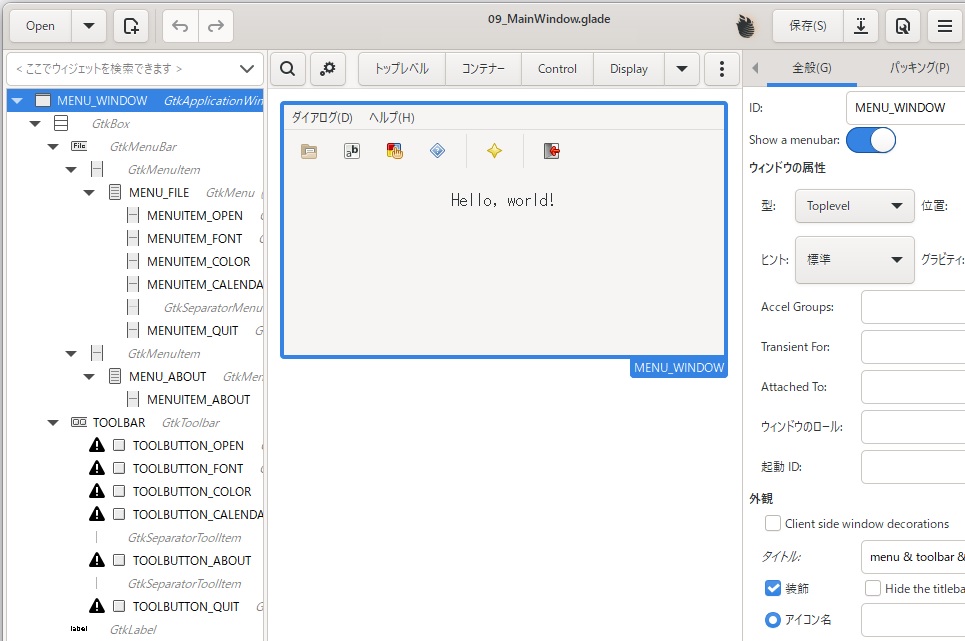 Open
09_MainWindow.glade
保存(S)
< ここでウィジェットを検索できます >
トップレベル
コンテナー
Control
Display
全般(G)
パッキング(P)
MENU_WINDOW GtkApplicationWin
GtkBox
File GtkMenuBar
GtkMenuItem
MENU_FILE GtkMenu (
MENUITEM_OPEN
MENUITEM_FONT
MENUITEM_COLOR
MENUITEM_CALENDA
GtkSeparatorMenu
MENUITEM_QUIT G
GtkMenuItem
MENU_ABOUT GtkMen
MENUITEM_ABOUT
TOOLBAR GtkToolbar
TOOLBUTTON_OPEN
TOOLBUTTON_FONT
TOOLBUTTON_COLOR
TOOLBUTTON_CALENDA
GtkSeparatorToolItem
TOOLBUTTON_ABOUT
GtkSeparatorToolItem
TOOLBUTTON_QUIT G
label GtkLabel
ダイアログ(D)
ヘルプ(H)
ab
Hello, world!
MENU_WINDOW
ID:
MENU_WINDOW
Show a menubar:
ウィンドウの属性
型:
Toplevel
位置:
ヒント:
標準
グラビティ:
Accel Groups:
Transient For:
Attached To:
ウィンドウのロール:
起動 ID:
外観
Client side window decorations
タイトル:
menu & toolbar &
装飾
Hide the titleba
アイコン名